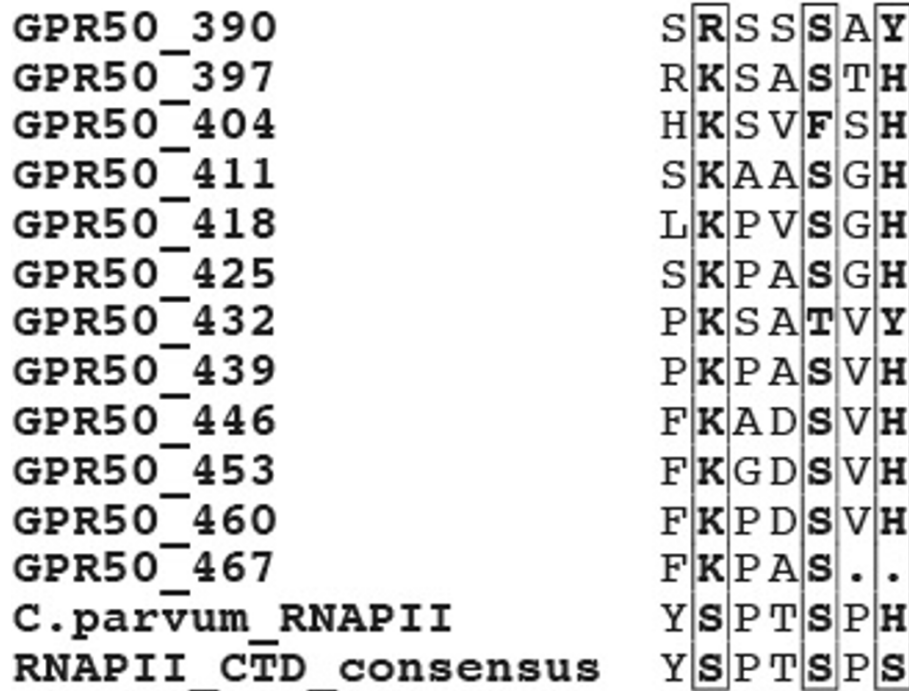 GPR50_390 SRSSSAY
GPR50_397 RKSASTH
GPR50_404 HKSVFSH
GPR50_411 SKAASGH
GPR50_418 LKPVSGH
GPR50_425 SKPASGH
GPR50_432 PKSATVY
GPR50_439 PKPASVH
GPR50_446 FKADSVH
GPR50_453 FKGDSVH
GPR50_460 FKPDSVH
GPR50_467 FKPAS..
C.parvum_RNAPII YSPTSPH
RNAPII_CTD_consensus YSPTSPS